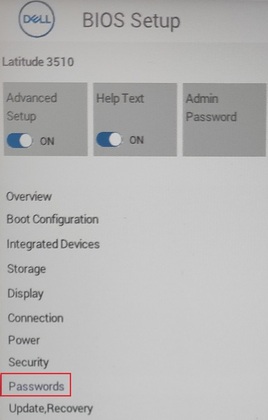 DELL
BIOS Setup
Latitude 3510
Advanced
Setup
ON
Help Text
ON
Admin
Password
Overview
Boot Configuration
Integrated Devices
Storage
Display
Connection
Power
Security
Passwords
Update,Recovery